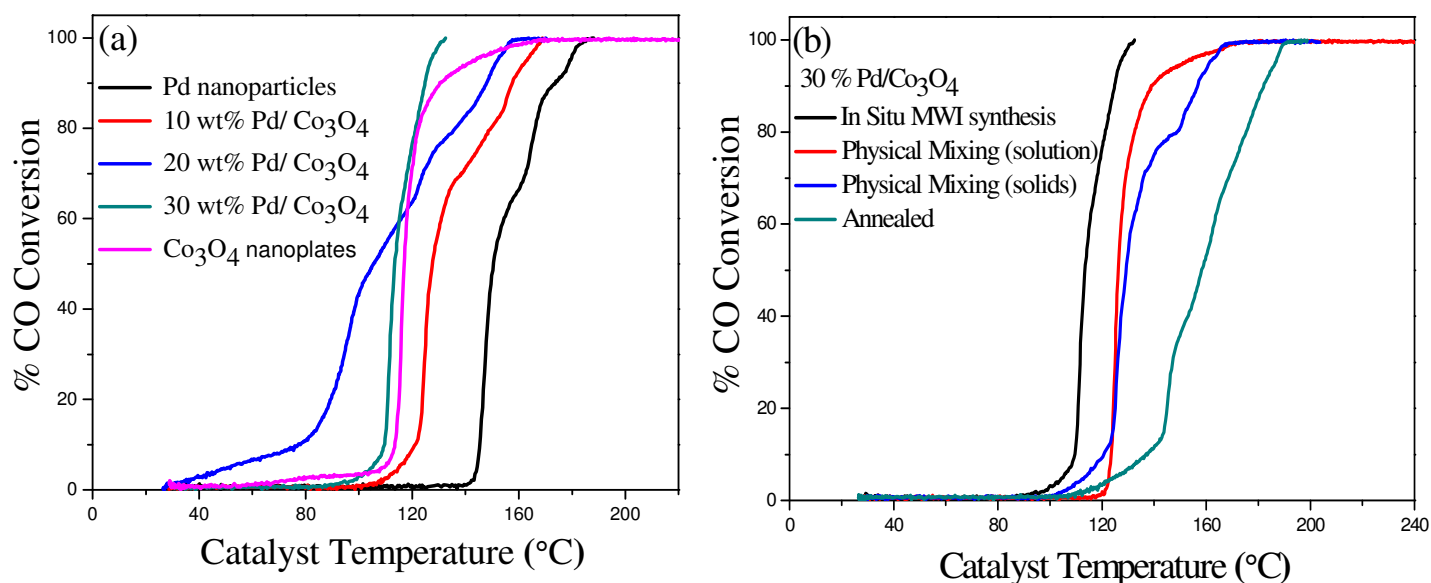 (a)
Pd nanoparticles
10 wt% Pd/ Co₃O₄
20 wt% Pd/ Co₃O₄
30 wt% Pd/ Co₃O₄
Co₃O₄ nanoplates
% CO Conversion
100
80
60
40
20
0
0 40 80 120 160 200
Catalyst Temperature (°C)
(b)
30 % Pd/Co₃O₄
In Situ MWI synthesis
Physical Mixing (solution)
Physical Mixing (solids)
Annealed
% CO Conversion
100
80
60
40
20
0
0 40 80 120 160 200 240
Catalyst Temperature (°C)